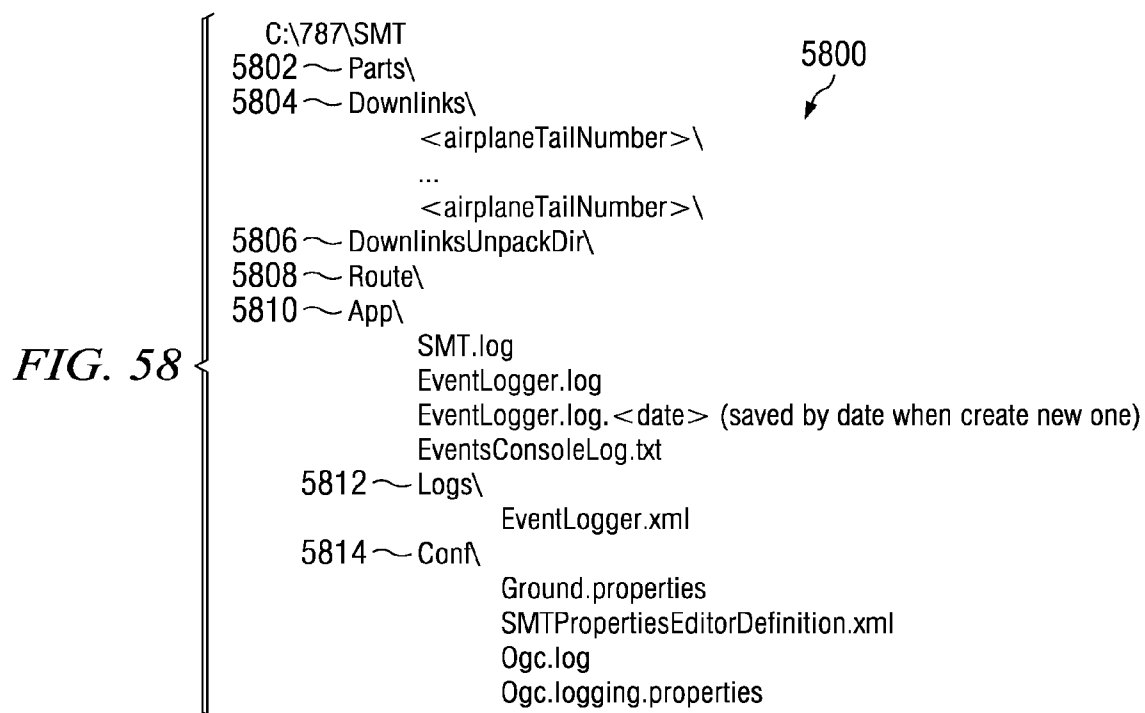 C:\787\SMT
5800
5802 Parts\
5804 Downlinks\
<airplaneTailNumber>\
...
<airplaneTailNumber>\
5806 DownlinksUnpackDir\
5808 Route\
5810 App\
SMT.log
FIG. 58
EventLogger.log
EventLogger.log.<date> (saved by date when create new one)
EventsConsoleLog.txt
5812 Logs\
EventLogger.xml
5814 Conf\
Ground.properties
SMTPropertiesEditorDefinition.xml
Ogc.log
Ogc.logging.properties